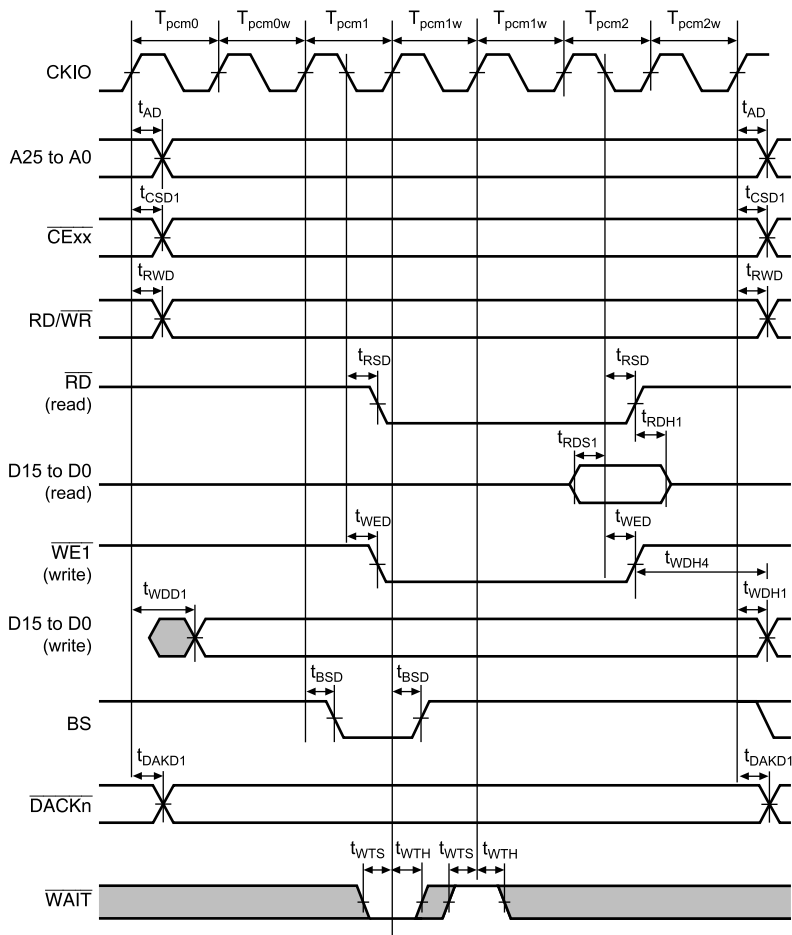 Tpcm0 Tpcm0w Tpcm1 Tpcm1w Tpcm1w Tpcm2 Tpcm2w
CKIO
tAD tAD
A25 to A0
tCSD1 tCSD1
CExx
tRWD tRWD
RD/WR
tRSD tRSD
RD
(read)
tRDH1
tRDS1
D15 to D0
(read)
tWED tWED
WE1
(write)
tWDH4
tWDD1 tWDH1
D15 to D0
(write)
tBSD tBSD
BS
tDAKD1 tDAKD1
DACKn
tWTS tWTH tWTS tWTH
WAIT